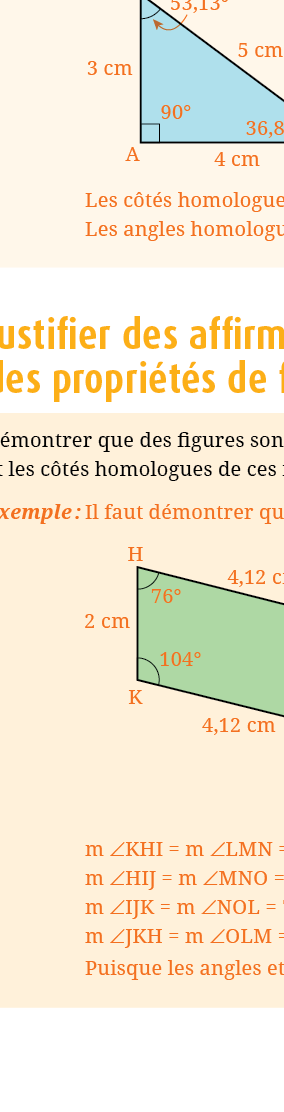 53,13°
3 cm
5 cm
90°
36,8
A
4 cm
Les côtés homologue
Les angles homologu
ustifier des affirm
des propriétés de f
émontrer que des figures son
t les côtés homologues de ces
xemple : Il faut démontrer qu
H
4,12 c
76°
2 cm
104°
K
4,12 cm
m ∠KHI = m ∠LMN =
m ∠HIJ = m ∠MNO =
m ∠IJK = m ∠NOL =
m ∠JKH = m ∠OLM =
Puisque les angles et